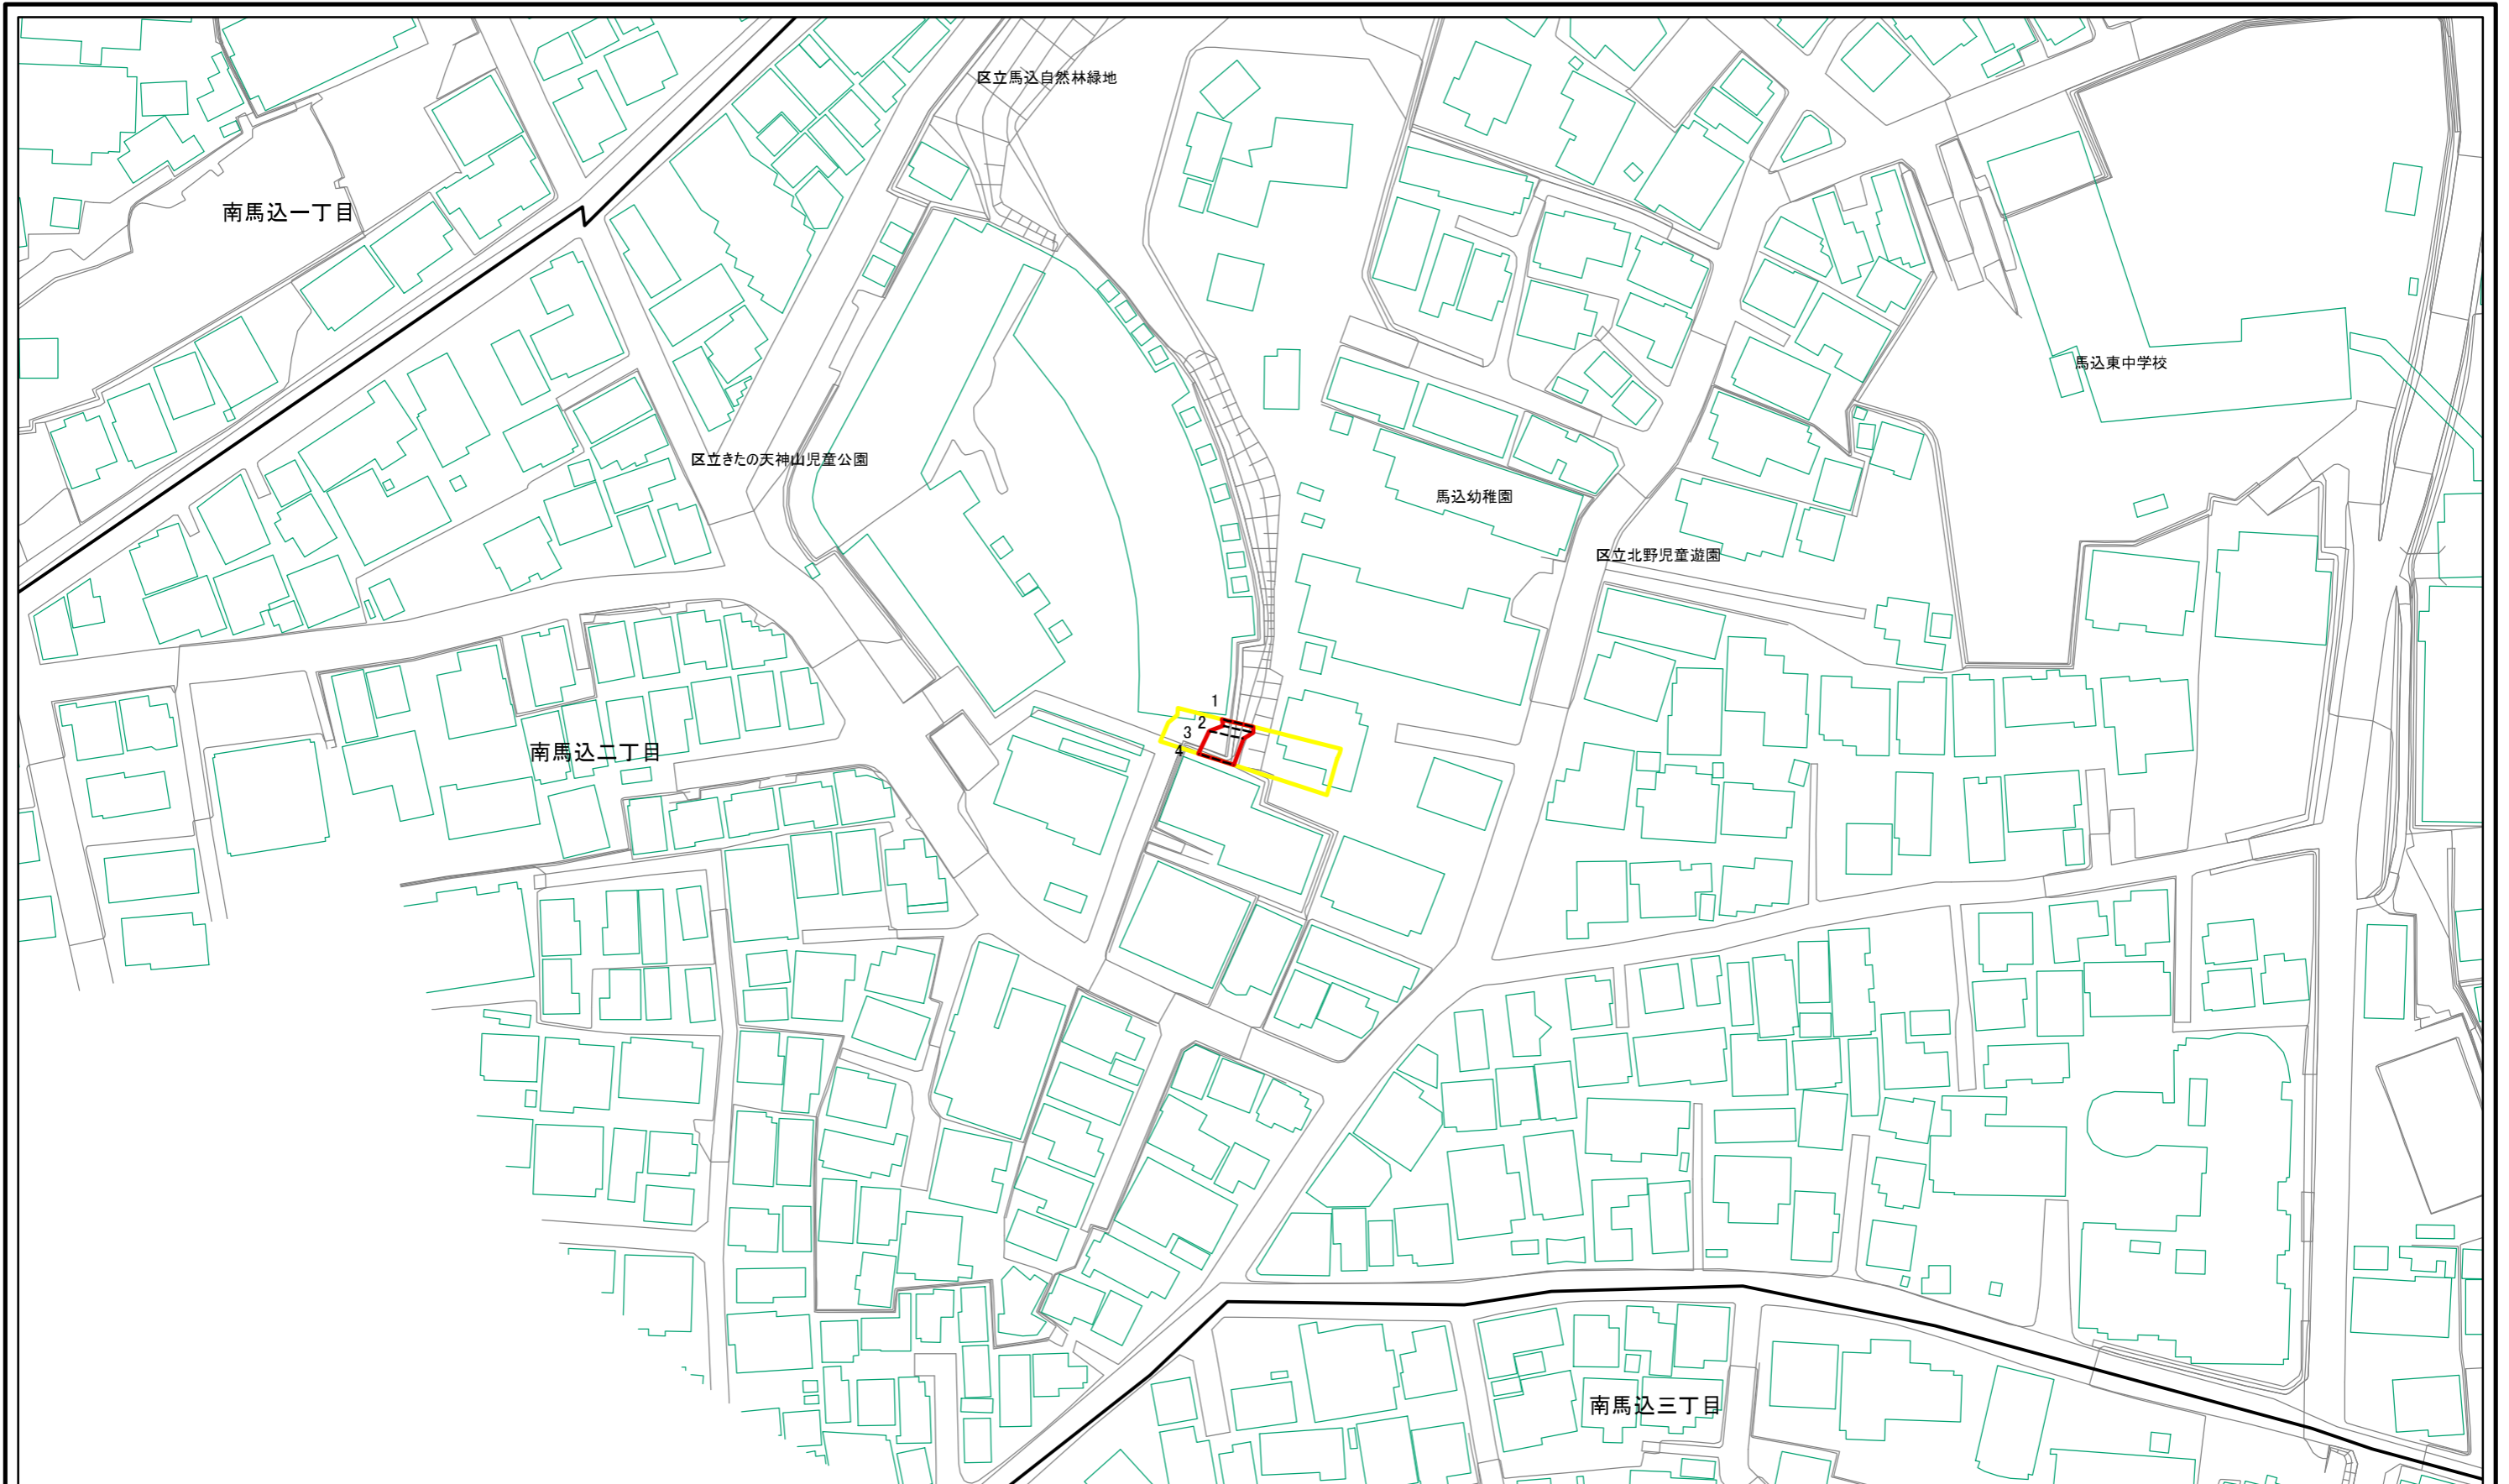 区立馬込自然林緑地
南馬込一丁目
馬込東中学校
区立きたの天神山児童公園
馬込幼稚園
区立北野児童遊園
1
2
3
4
南馬込二丁目
南馬込三丁目